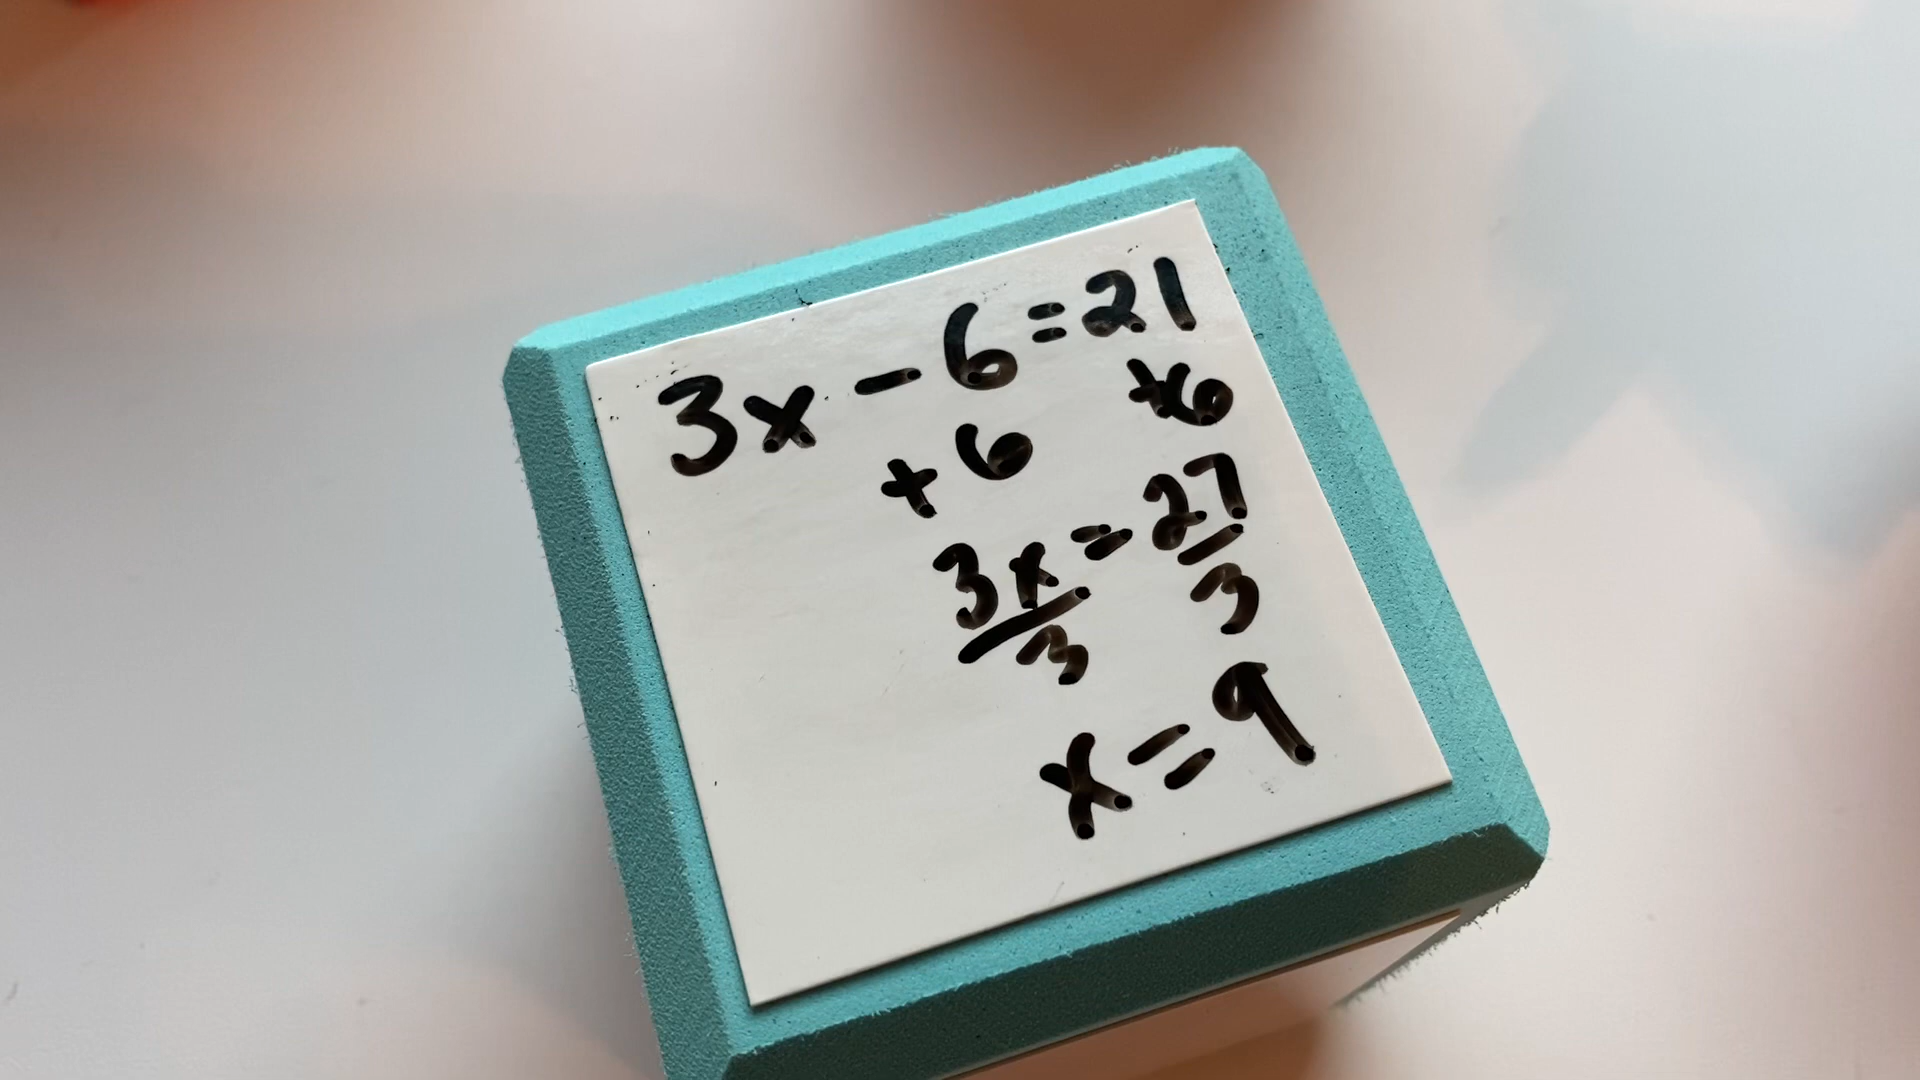 3x - 6 = 21
+ 6 +6
3x/3 = 27/3
x = 9